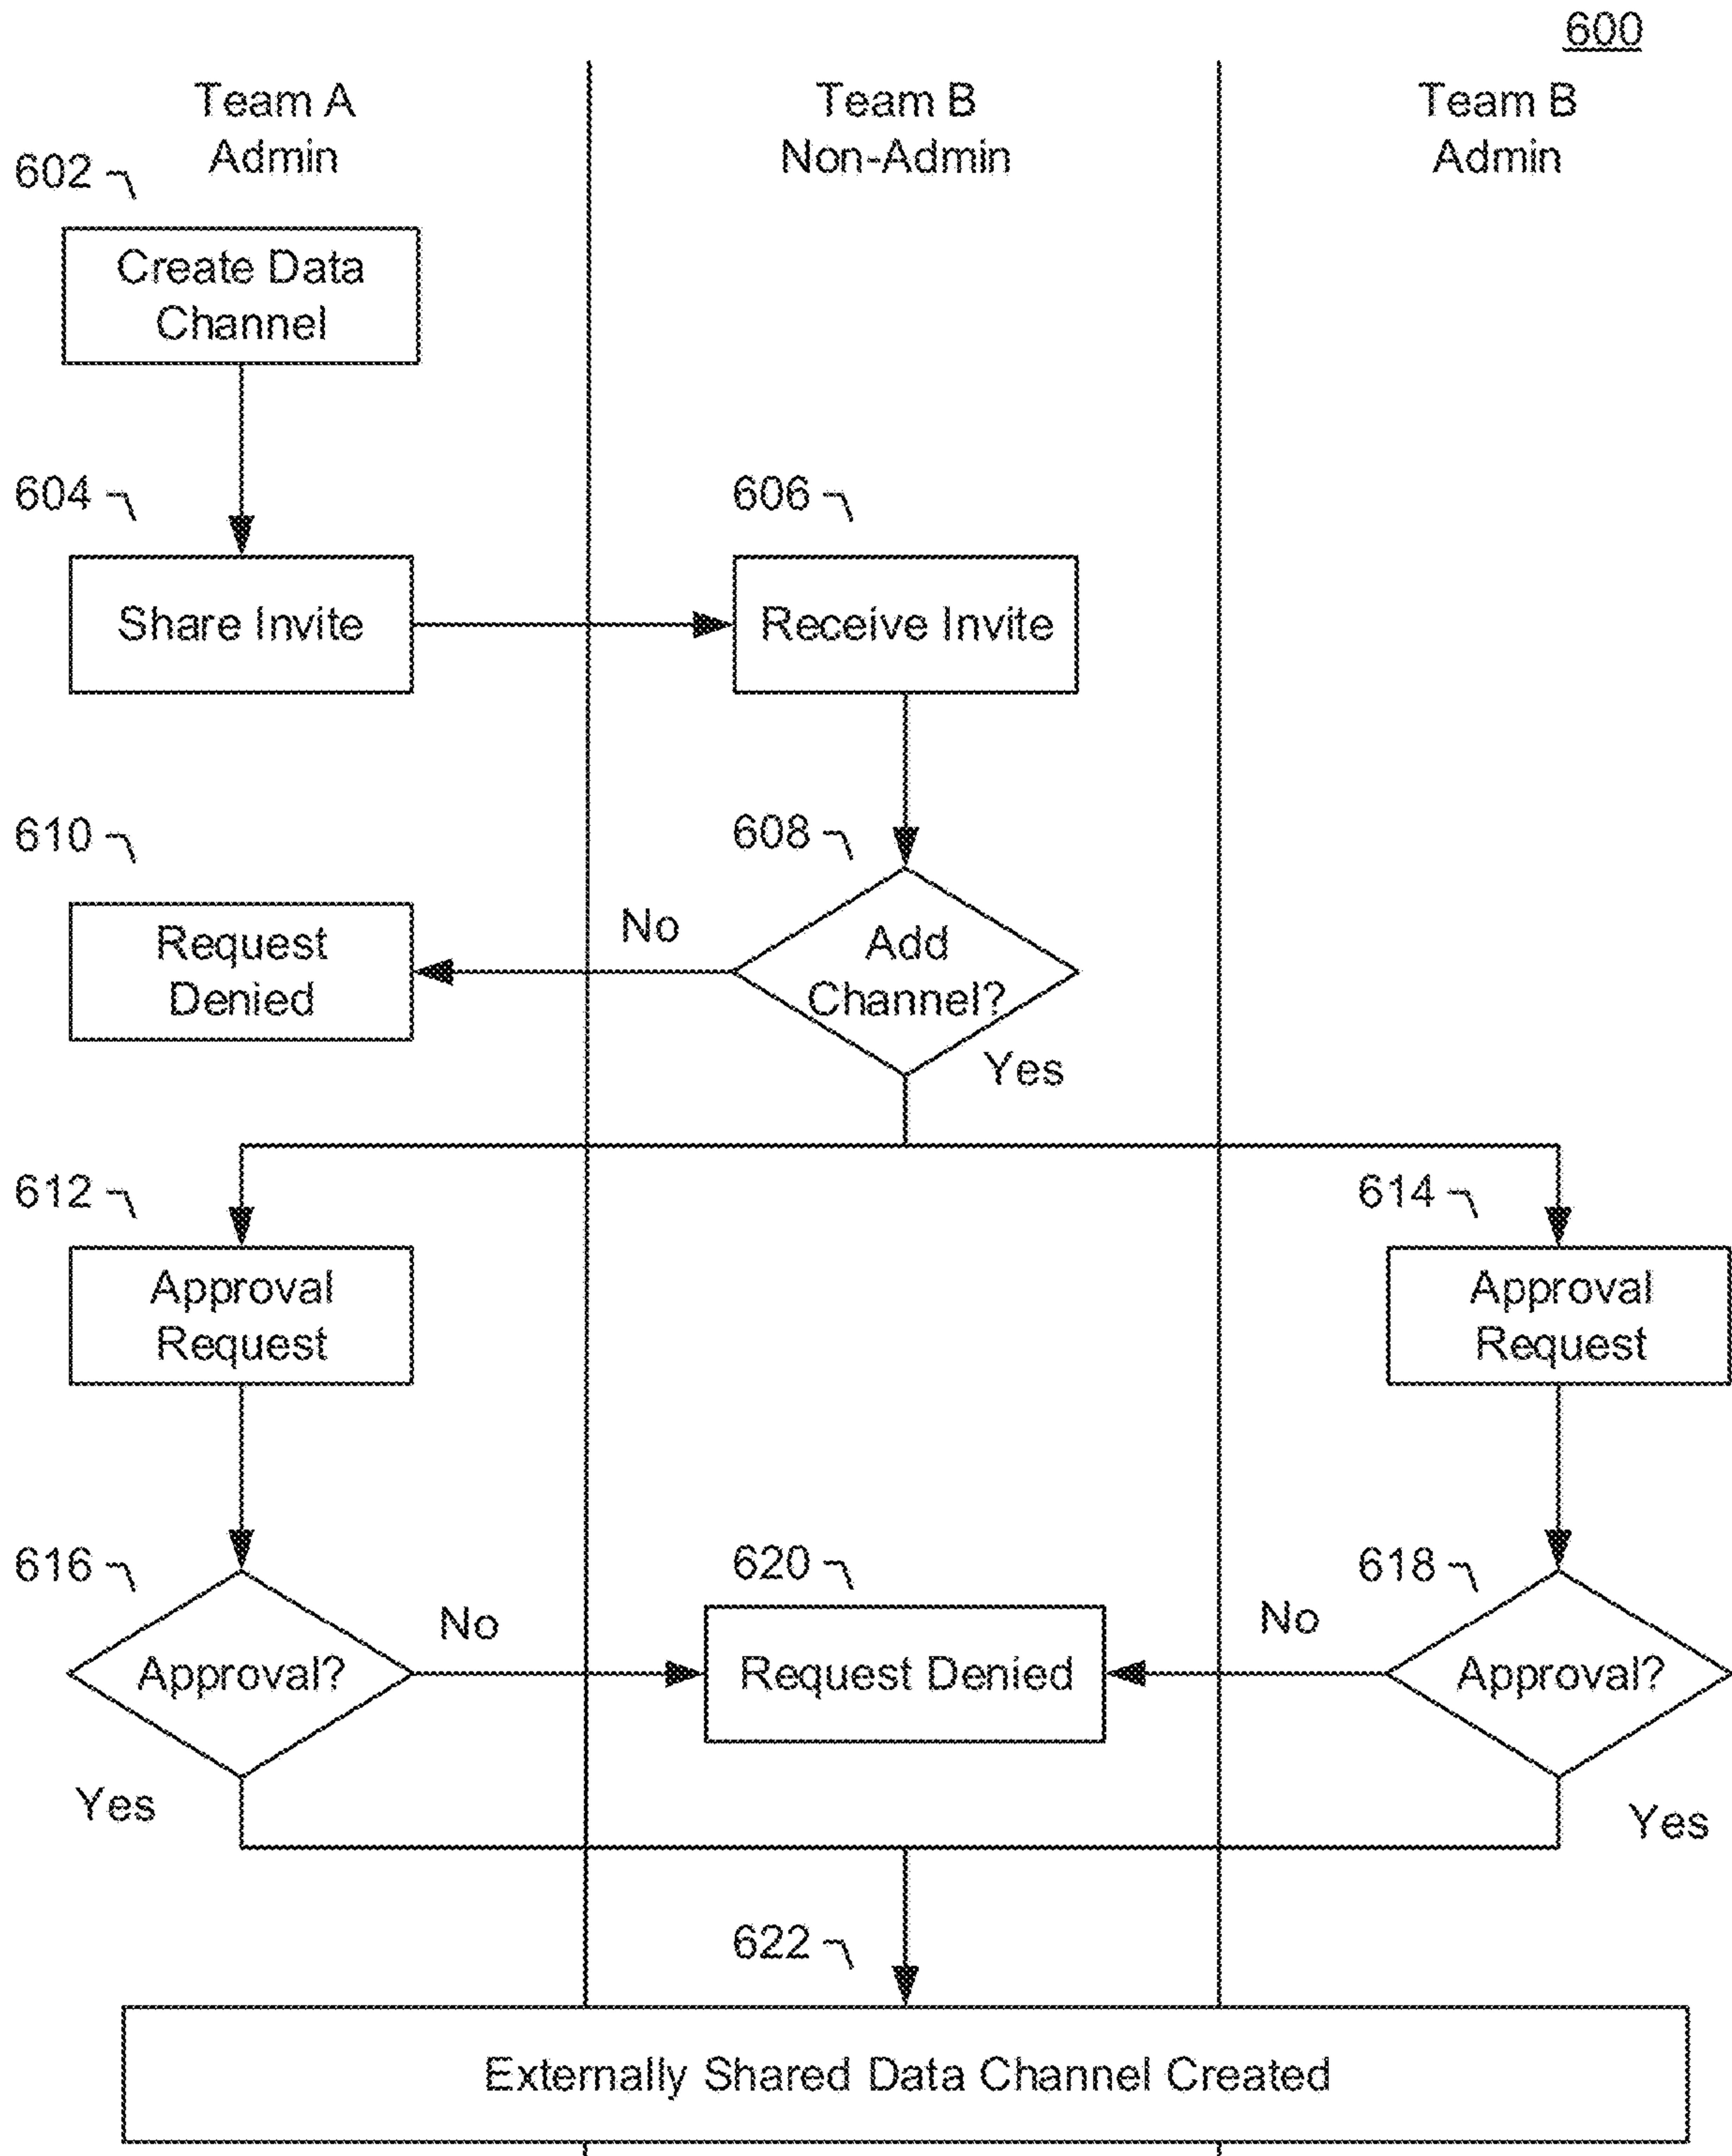 600
Team A
Admin
Team B
Non-Admin
Team B
Admin
602
Create Data
Channel
604
Share Invite
606
Receive Invite
610
Request
Denied
No
608
Add
Channel?
Yes
612
Approval
Request
614
Approval
Request
616
Approval?
No
Yes
620
Request Denied
618
No
Approval?
Yes
622
Externally Shared Data Channel Created